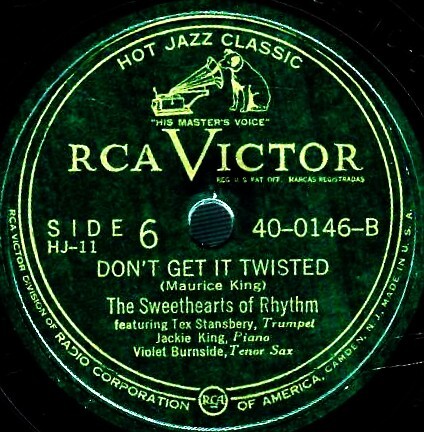 HOT JAZZ CLASSIC
"HIS MASTER'S VOICE"
RCA VICTOR
REG. U.S. PAT. OFF. MARCAS REGISTRADAS
SIDE 6
40-0146-B
HJ-11
DON'T GET IT TWISTED
(Maurice King)
The Sweethearts of Rhythm
featuring Tex Stansbery, Trumpet
Jackie King, Piano
Violet Burnside, Tenor Sax
RCA VICTOR DIVISION OF RADIO CORPORATION OF AMERICA, CAMDEN, N. J. MADE IN U. S. A.
RCA